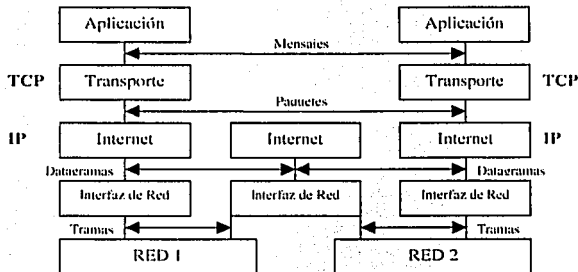 Aplicación Aplicación
Mensajes
TCP Transporte Transporte TCP
Paquetes
IP Internet Internet Internet IP
Datagramas Datagramas
Interfaz de Red Interfaz de Red Interfaz de Red
Tramas Tramas
RED 1 RED 2